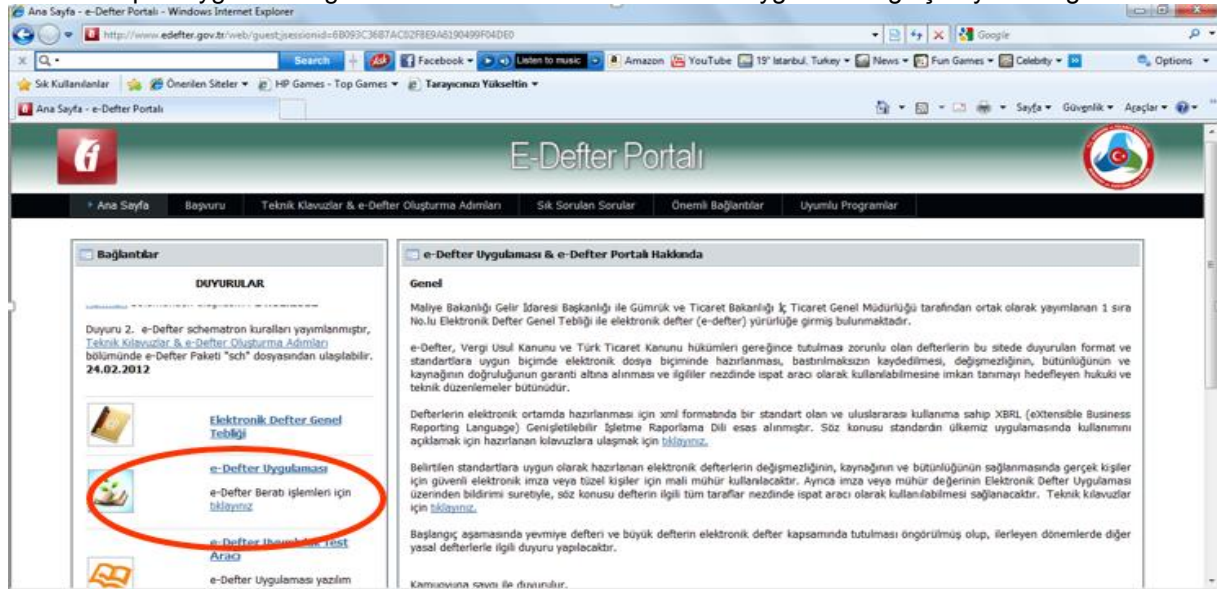 Ana Sayfa - e-Defter Portalı - Windows Internet Explorer
http://www.edefter.gov.tr/web/guest;jsessionid=6B093C36B7AC02F8E9A6190499F04DE0
Google
Search
Facebook
Listen to music
Amazon
YouTube
19° Istanbul, Turkey
News
Fun Games
Celebrity
Options
Sık Kullanılanlar
Önerilen Siteler
HP Games - Top Games
Tarayıcınızı Yükseltin
Ana Sayfa - e-Defter Portalı
Sayfa
Güvenlik
Araçlar
E-Defter Portalı
Ana Sayfa
Başvuru
Teknik Klavuzlar & e-Defter Oluşturma Adımları
Sık Sorulan Sorular
Önemli Bağlantılar
Uyumlu Programlar
Bağlantılar
DUYURULAR
Duyuru 2. e-Defter schematron kuralları yayımlanmıştır,
Teknik Kılavuzlar & e-Defter Oluşturma Adımları
bölümünde e-Defter Paketi "sch" dosyasından ulaşılabilir.
24.02.2012
Elektronik Defter Genel
Tebliği
e-Defter Uygulaması
e-Defter Beratı işlemleri için
tıklayınız
e-Defter Uyumluluk Test
Aracı
e-Defter Uygulaması yazılım
e-Defter Uygulaması & e-Defter Portalı Hakkında
Genel
Maliye Bakanlığı Gelir İdaresi Başkanlığı ile Gümrük ve Ticaret Bakanlığı İç Ticaret Genel Müdürlüğü tarafından ortak olarak yayımlanan 1 sıra
No.lu Elektronik Defter Genel Tebliği ile elektronik defter (e-defter) yürürlüğe girmiş bulunmaktadır.
e-Defter, Vergi Usul Kanunu ve Türk Ticaret Kanunu hükümleri gereğince tutulması zorunlu olan defterlerin bu sitede duyurulan format ve
standartlara uygun biçimde elektronik dosya biçiminde hazırlanması, bastırılmaksızın kaydedilmesi, değişmezliğinin, bütünlüğünün ve
kaynağının doğruluğunun garanti altına alınması ve ilgililer nezdinde ispat aracı olarak kullanılabilmesine imkan tanımayı hedefleyen hukuki ve
teknik düzenlemeler bütünüdür.
Defterlerin elektronik ortamda hazırlanması için xml formatında bir standart olan ve uluslararası kullanıma sahip XBRL (eXtensible Business
Reporting Language) Genişletilebilir İşletme Raporlama Dili esas alınmıştır. Söz konusu standardın ülkemiz uygulamasında kullanımını
açıklamak için hazırlanan kılavuzlara ulaşmak için tıklayınız.
Belirtilen standartlara uygun olarak hazırlanan elektronik defterlerin değişmezliğinin, kaynağının ve bütünlüğünün sağlanmasında gerçek kişiler
için güvenli elektronik imza veya tüzel kişiler için mali mühür kullanılacaktır. Ayrıca imza veya mühür değerinin Elektronik Defter Uygulaması
üzerinden bildirimi suretiyle, söz konusu defterin ilgili tüm taraflar nezdinde ispat aracı olarak kullanılabilmesi sağlanacaktır. Teknik kılavuzlar
için tıklayınız.
Başlangıç aşamasında yevmiye defteri ve büyük defterin elektronik defter kapsamında tutulması öngörülmüş olup, ilerleyen dönemlerde diğer
yasal defterlerle ilgili duyuru yapılacaktır.
Kamuoyuna saygı ile duyurulur.